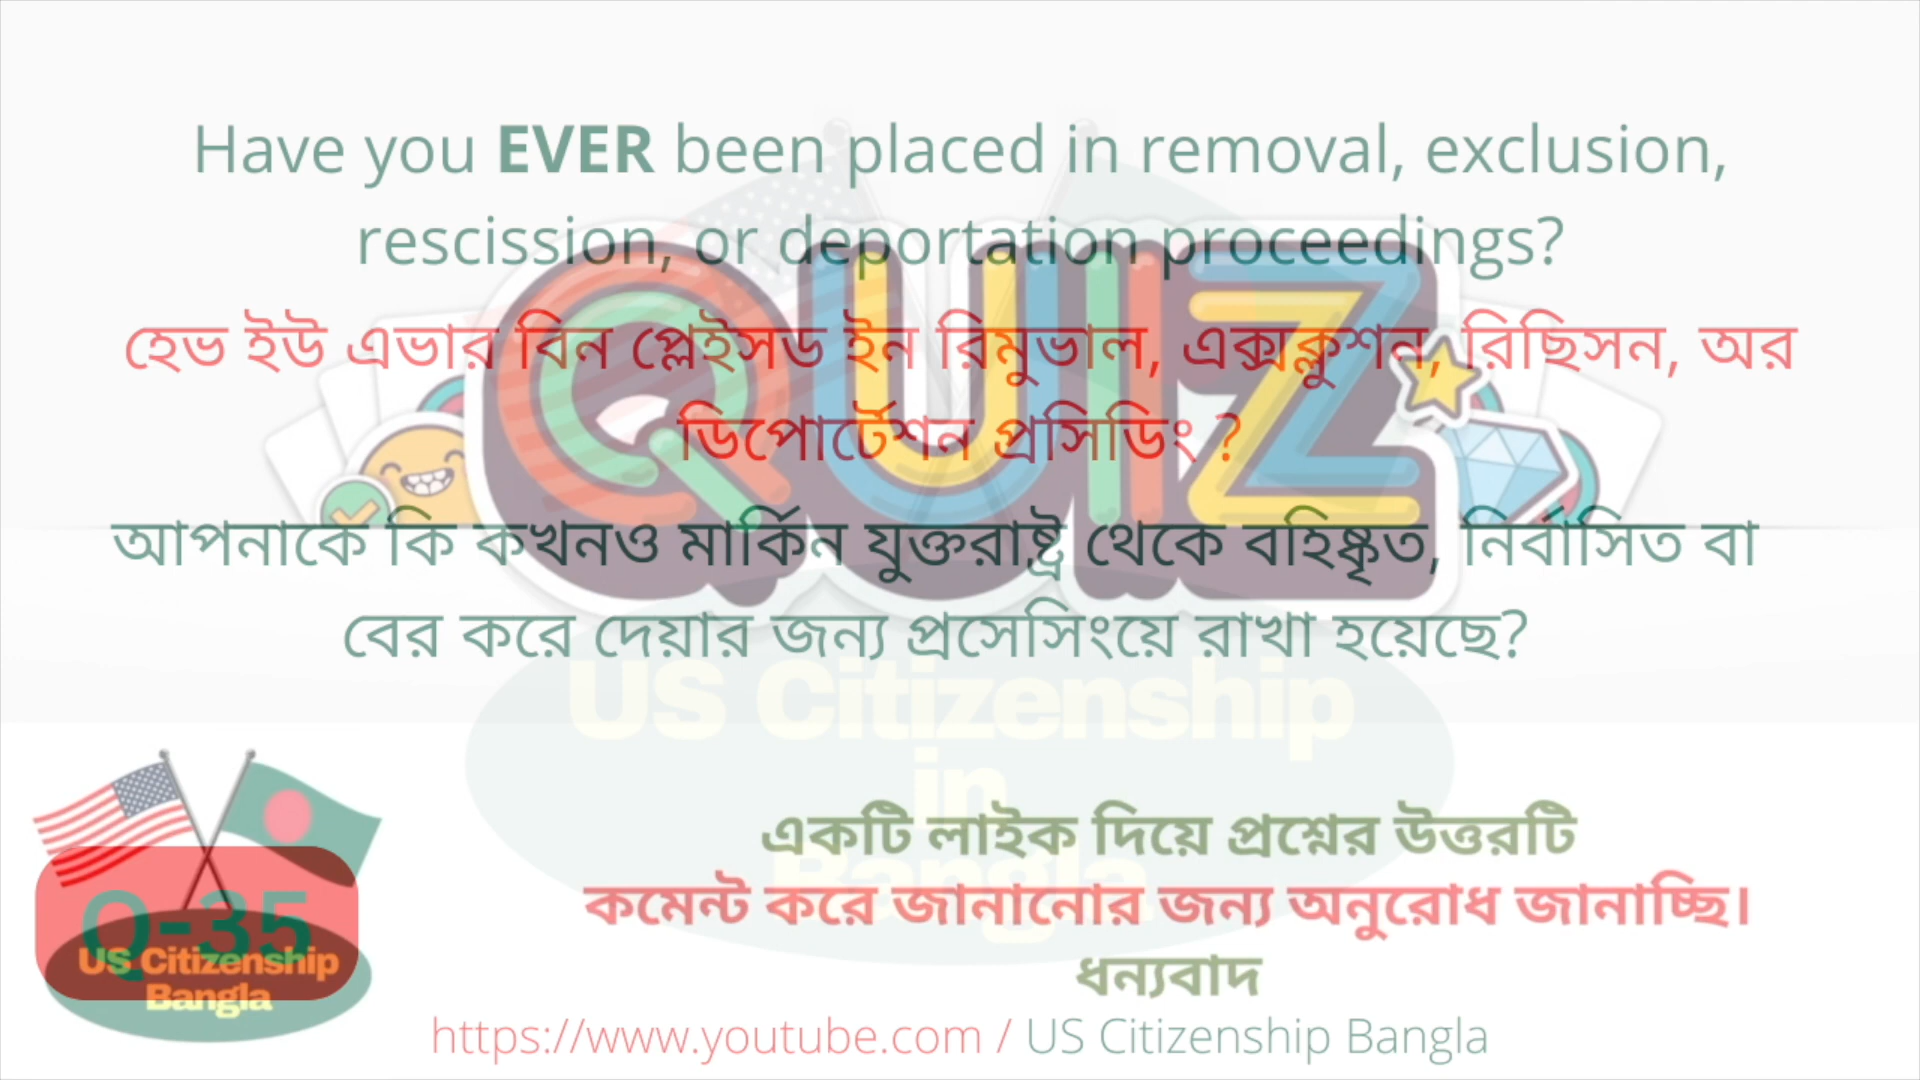 Have you EVER been placed in removal, exclusion,
rescission, or deportation proceedings?
হেভ ইউ এভার বিন প্লেইসড ইন রিমুভাল, এক্সক্লুশন, রিছিসন, অর
ডিপোর্টেশন প্রসিডিং ?
আপনাকে কি কখনও মার্কিন যুক্তরাষ্ট্র থেকে বহিষ্কৃত, নির্বাসিত বা
বের করে দেয়ার জন্য প্রসেসিংয়ে রাখা হয়েছে?
QUIZ
US Citizenship
in
Bangla
একটি লাইক দিয়ে প্রশ্নের উত্তরটি
কমেন্ট করে জানানোর জন্য অনুরোধ জানাচ্ছি।
ধন্যবাদ
Q-35
US Citizenship
Bangla
https://www.youtube.com / US Citizenship Bangla